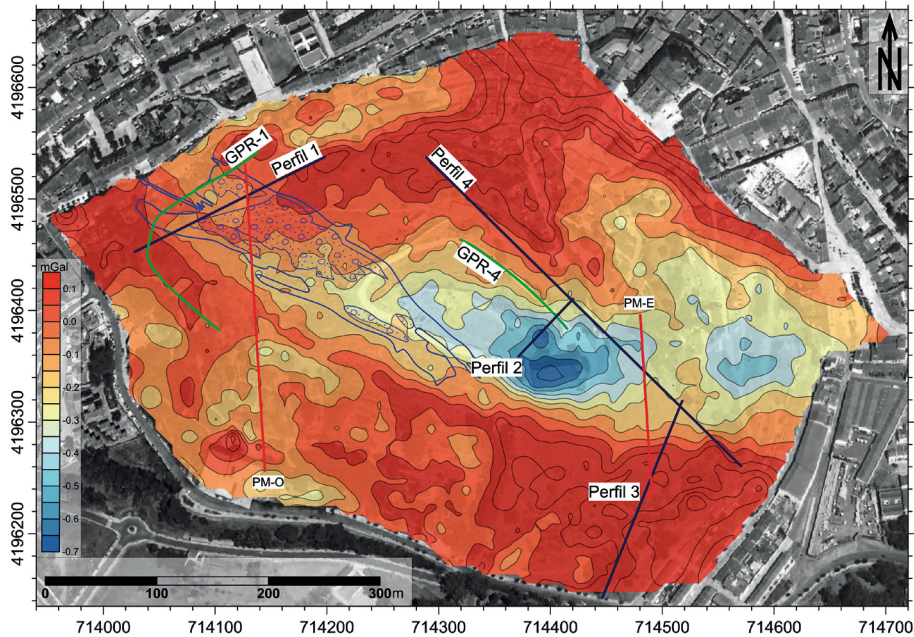 N
4196600
4196500
4196400
4196300
4196200
GPR-1
Perfil 1
Perfil 4
GPR-4
PM-E
Perfil 2
Perfil 3
PM-O
mGal
0.1
0.0
-0.1
-0.2
-0.3
-0.4
-0.5
-0.6
-0.7
0 100 200 300m
714000 714100 714200 714300 714400 714500 714600 714700